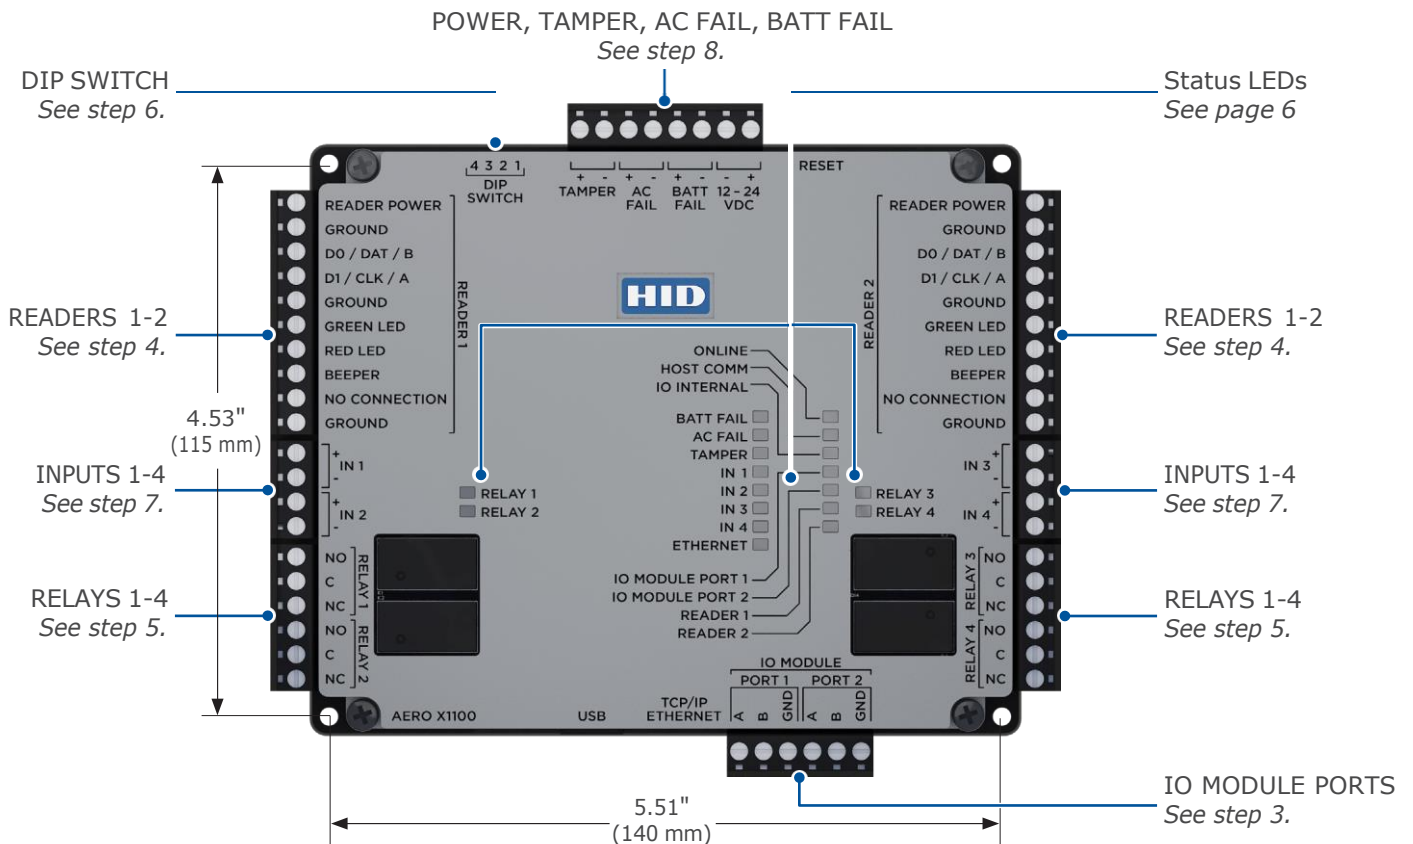 POWER, TAMPER, AC FAIL, BATT FAIL
See step 8.
DIP SWITCH
See step 6.
Status LEDs
See page 6
4 3 2 1
DIP
SWITCH
+ - + - + - - +
TAMPER AC BATT 12 – 24
FAIL FAIL VDC
RESET
READER POWER
GROUND
D0 / DAT / B
D1 / CLK / A
GROUND
GREEN LED
RED LED
BEEPER
NO CONNECTION
GROUND
READER 1
READER POWER
GROUND
D0 / DAT / B
D1 / CLK / A
GROUND
GREEN LED
RED LED
BEEPER
NO CONNECTION
GROUND
READER 2
HID
READERS 1-2
See step 4.
READERS 1-2
See step 4.
4.53"
(115 mm)
ONLINE
HOST COMM
IO INTERNAL
BATT FAIL
AC FAIL
TAMPER
IN 1
IN 2
IN 3
IN 4
ETHERNET
IO MODULE PORT 1
IO MODULE PORT 2
READER 1
READER 2
INPUTS 1-4
See step 7.
+
IN 1
-
+
IN 2
-
RELAY 1
RELAY 2
RELAY 3
RELAY 4
+
IN 3
-
+
IN 4
-
INPUTS 1-4
See step 7.
RELAYS 1-4
See step 5.
NO
C
NC
RELAY 1
NO
C
NC
RELAY 2
NO
C
NC
RELAY 3
NO
C
NC
RELAY 4
RELAYS 1-4
See step 5.
AERO X1100
USB
TCP/IP
ETHERNET
IO MODULE
PORT 1 PORT 2
A B GND A B GND
IO MODULE PORTS
See step 3.
5.51"
(140 mm)